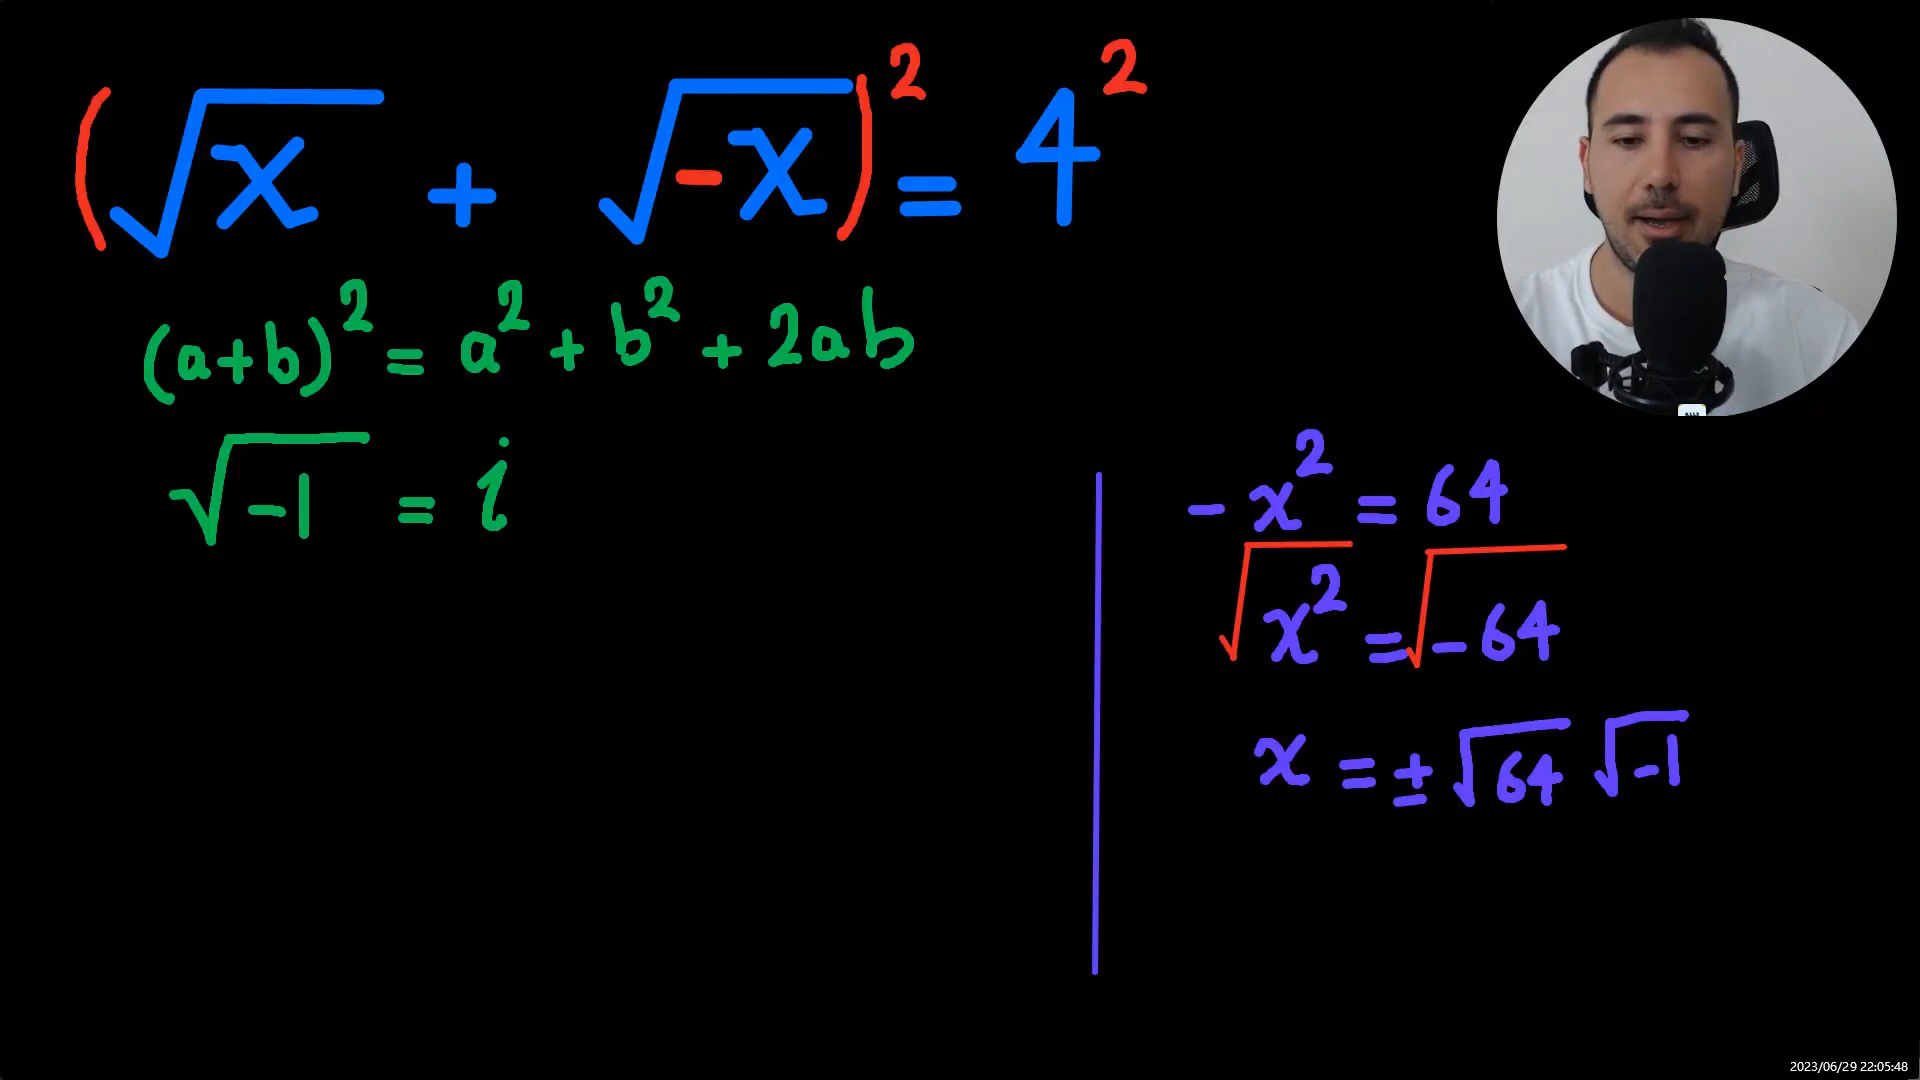 (√x + √-x)² = 4²
(a+b)² = a² + b² + 2ab
√-1 = i
-x² = 64
√x² = √-64
x = ± √64 √-1
2023/06/29 22:05:48